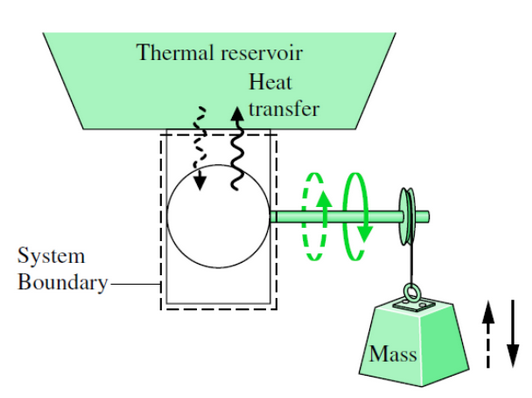 Thermal reservoir
Heat
transfer
System
Boundary
Mass